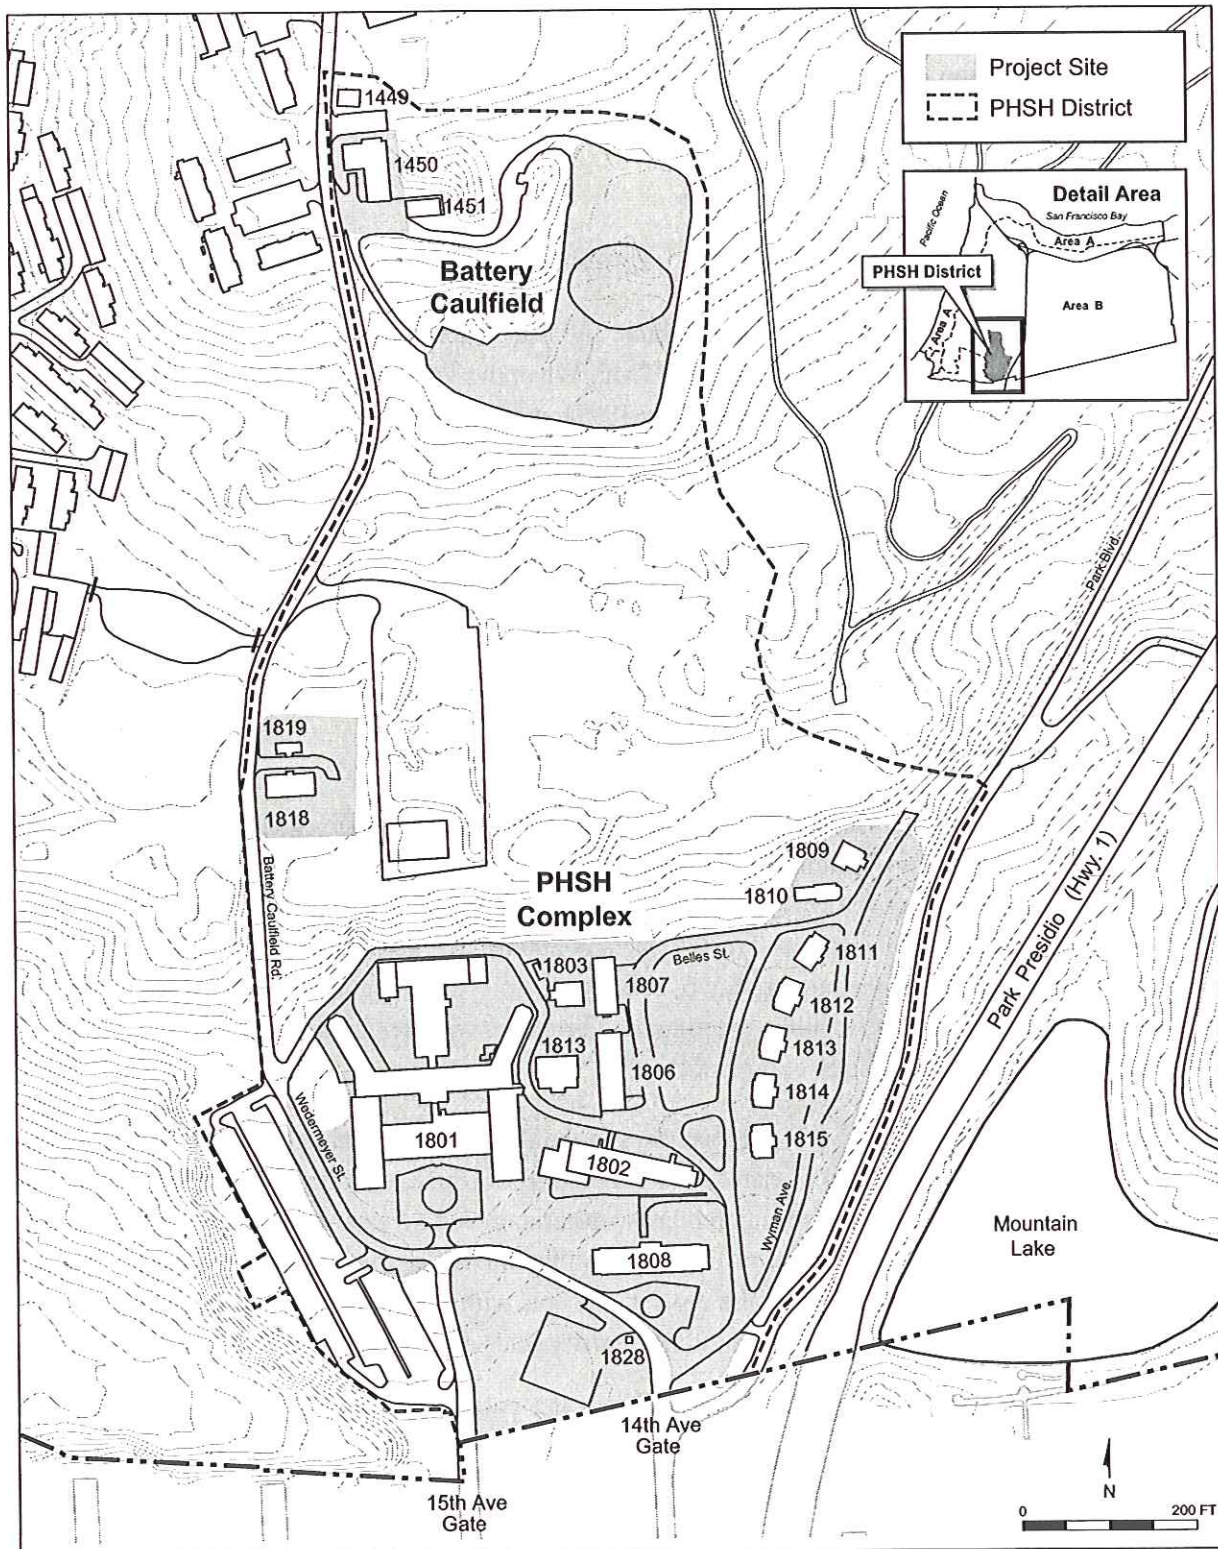 Project Site
PHSH District
Detail Area
San Francisco Bay
Pacific Ocean
Area A
PHSH District
Area B
Area A
1449
1450
1451
Battery
Caulfield
Park Blvd.
1819
1818
Battery Caulfield Rd.
PHSH
Complex
1809
1810
Park Presidio (Hwy. 1)
Belles St.
1803
1807
1811
1812
1813
1813
1806
1814
1815
Wedermeyer St.
1801
1802
Wyman Ave.
1808
Mountain
Lake
1828
14th Ave
Gate
15th Ave
Gate
N
0 200 FT